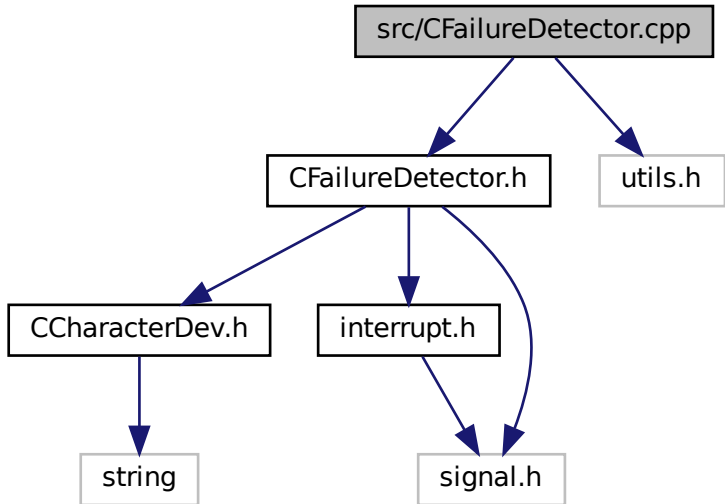 src/CFailureDetector.cpp
CFailureDetector.h
utils.h
CCharacterDev.h
interrupt.h
string
signal.h